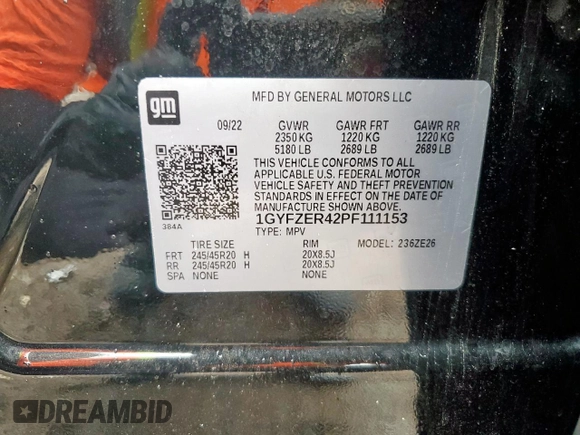 gm
MFD BY GENERAL MOTORS LLC
09/22 GVWR GAWR FRT GAWR RR
2350 KG 1220 KG 1220 KG
5180 LB 2689 LB 2689 LB
THIS VEHICLE CONFORMS TO ALL
APPLICABLE U.S. FEDERAL MOTOR
VEHICLE SAFETY AND THEFT PREVENTION
STANDARDS IN EFFECT ON THE DATE OF
MANUFACTURE SHOWN ABOVE.
384A
1GYFZER42PF111153
TYPE: MPV MODEL: 236ZE26
TIRE SIZE RIM
FRT 245/45R20 H 20X8.5J
RR 245/45R20 H 20X8.5J
SPA NONE NONE
DREAMBID